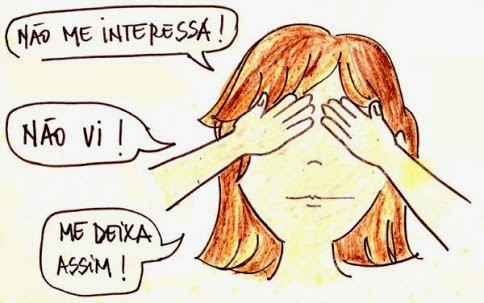 NÃO ME INTERESSA!
NÃO VI!
ME DEIXA
ASSIM!